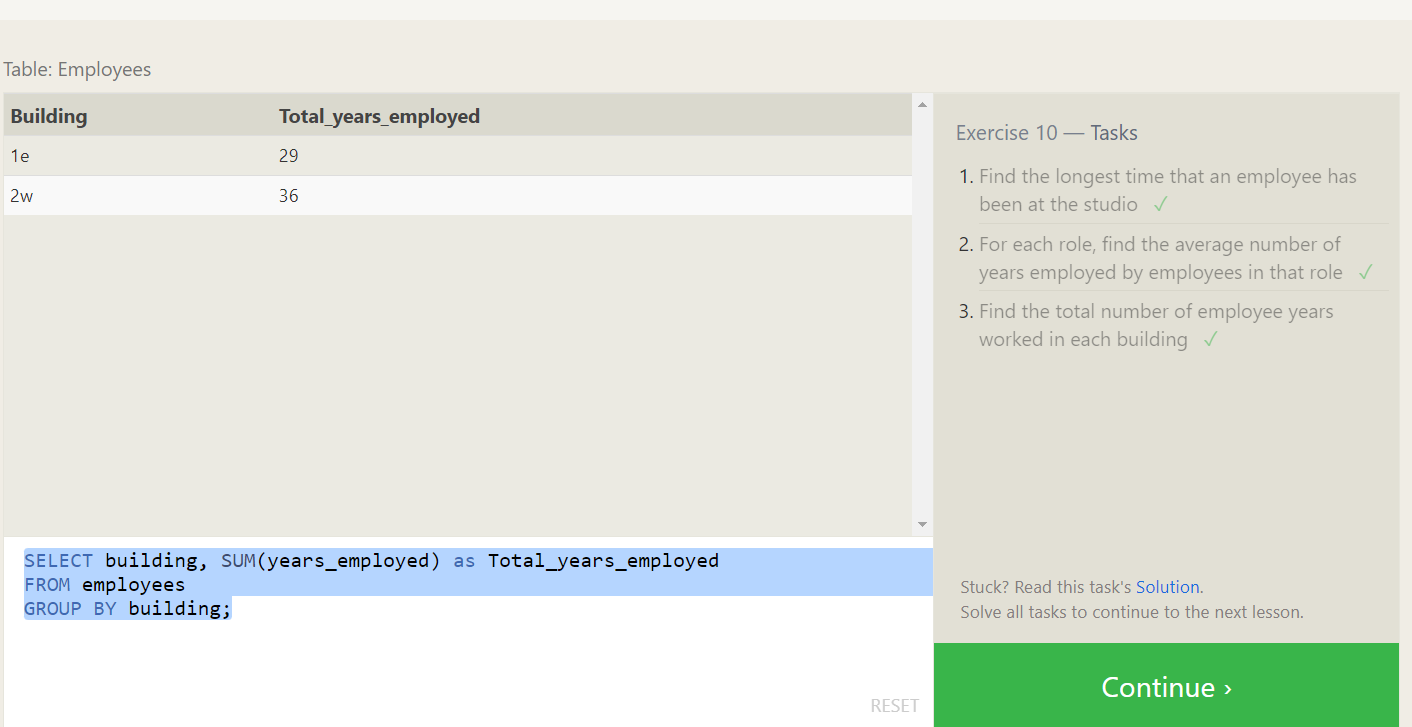 Table: Employees
Building Total_years_employed
1e 29
2w 36
SELECT building, SUM(years_employed) as Total_years_employed
FROM employees
GROUP BY building;
RESET
Exercise 10 — Tasks
1. Find the longest time that an employee has
been at the studio ✓
2. For each role, find the average number of
years employed by employees in that role ✓
3. Find the total number of employee years
worked in each building ✓
Stuck? Read this task's Solution.
Solve all tasks to continue to the next lesson.
Continue ›